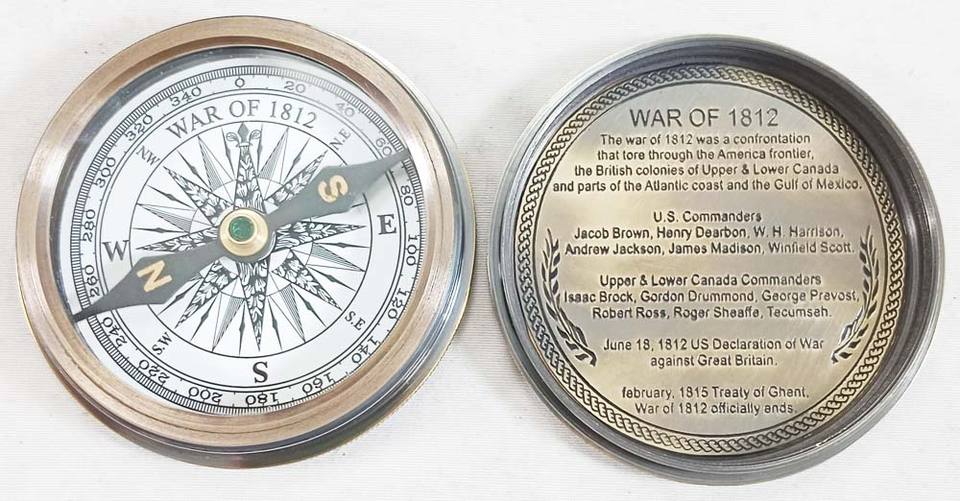 WAR OF 1812
0
20
40
60
80
100
120
140
160
180
200
220
240
260
280
300
320
340
N.E
E
S.E
S
S.W
W
NW
S
N
WAR OF 1812
The war of 1812 was a confrontation
that tore through the America frontier,
the British colonies of Upper & Lower Canada
and parts of the Atlantic coast and the Gulf of Mexico.
U.S. Commanders
Jacob Brown, Henry Dearbon, W. H. Harrison,
Andrew Jackson, James Madison, Winfield Scott.
Upper & Lower Canada Commanders
Isaac Brock, Gordon Drummond, George Prevost,
Robert Ross, Roger Sheaffe, Tecumseh.
June 18, 1812 US Declaration of War
against Great Britain.
february, 1815 Treaty of Ghent,
War of 1812 officially ends.